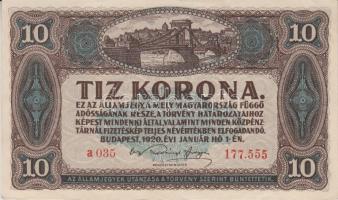 10 10
TIZ KORONA.
EZ AZ ÁLLAMJEGY A MELY MAGYARORSZÁG FÜGGŐ
ADÓSSÁGÁNAK RÉSZE, A TÖRVÉNY HATÁROZATAIHOZ
KÉPEST MINDENKI ÁLTAL, VALAMINT MINDEN KÖZPÉNZ-
TÁRNÁL FIZETÉSKÉP TELJES NÉVÉRTÉKBEN ELFOGADANDÓ.
BUDAPEST, 1920. ÉVI JANUÁR HÓ 1-ÉN.
a 035 177.555
10 10
AZ ÁLLAMJEGYEK UTÁNZÁSA A TÖRVÉNY SZERINT BÜNTETTETIK.